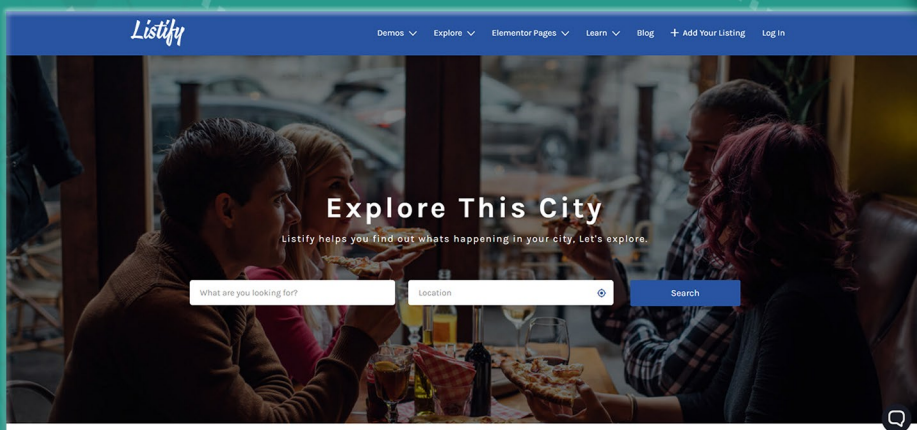 Listify
Demos Explore Elementor Pages Learn Blog + Add Your Listing Log In
Explore This City
Listify helps you find out whats happening in your city, Let's explore.
What are you looking for? Location Search